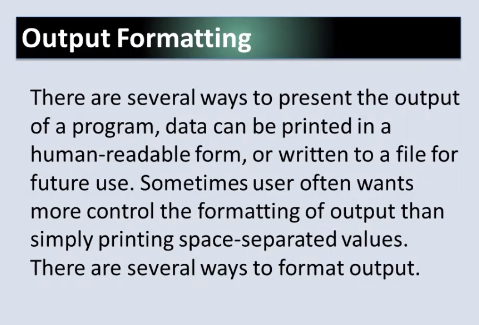 Output Formatting
There are several ways to present the output
of a program, data can be printed in a
human-readable form, or written to a file for
future use. Sometimes user often wants
more control the formatting of output than
simply printing space-separated values.
There are several ways to format output.